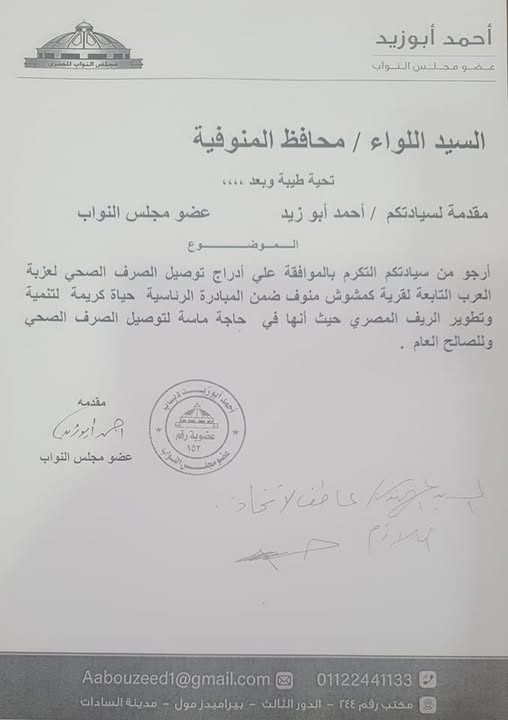 أحمد أبوزيد
عضو مجلس النواب
مجلس النواب المصري
السيد اللواء / محافظ المنوفية
تحية طيبة وبعد ،،،،
مقدمة لسيادتكم / أحمد أبو زيد عضو مجلس النواب
الموضوع
أرجو من سيادتكم التكرم بالموافقة علي أدراج توصيل الصرف الصحي لعزبة
العرب التابعة لقرية كمشوش منوف ضمن المبادرة الرئاسية حياة كريمة لتنمية
وتطوير الريف المصري حيث أنها في حاجة ماسة لتوصيل الصرف الصحي
وللصالح العام .
مقدمه
احمد ابوزيد
عضو مجلس النواب
أحمد أبوزيد دياب
عضوية رقم
١٥٢
عضو مجلس النواب
السيد / عاطف لاتخاذ
اللازم
Aabouzeed1@gmail.com 01122441133
مكتب رقم ٢٤٤ - الدور الثالث - بيراميدز مول - مدينة السادات